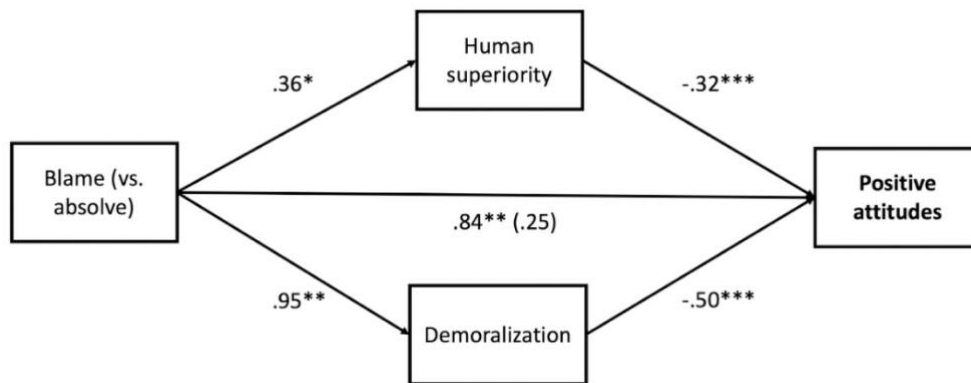 Human
superiority
.36*
-.32***
Blame (vs.
absolve)
Positive
attitudes
.84** (.25)
.95**
-.50***
Demoralization